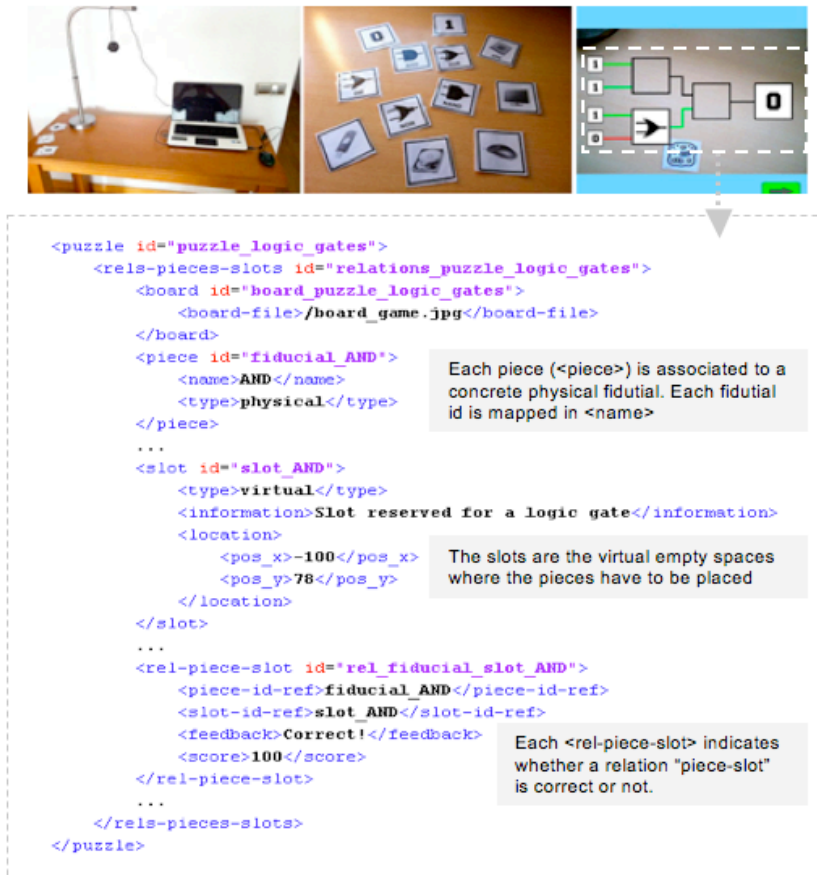 0
1
NAND
NOR
1
1
1
0
0
<puzzle id="puzzle_logic_gates">
<rels-pieces-slots id="relations_puzzle_logic_gates">
<board id="board_puzzle_logic_gates">
<board-file>/board_game.jpg</board-file>
</board>
<piece id="fiducial_AND">
<name>AND</name>
<type>physical</type>
</piece>
Each piece (<piece>) is associated to a
concrete physical fidutial. Each fidutial
id is mapped in <name>
...
<slot id="slot_AND">
<type>virtual</type>
<information>Slot reserved for a logic gate</information>
<location>
<pos_x>-100</pos_x>
<pos_y>78</pos_y>
</location>
The slots are the virtual empty spaces
where the pieces have to be placed
</slot>
...
<rel-piece-slot id="rel_fiducial_slot_AND">
<piece-id-ref>fiducial_AND</piece-id-ref>
<slot-id-ref>slot_AND</slot-id-ref>
<feedback>Correct!</feedback>
<score>100</score>
</rel-piece-slot>
Each <rel-piece-slot> indicates
whether a relation “piece-slot”
is correct or not.
...
</rels-pieces-slots>
</puzzle>